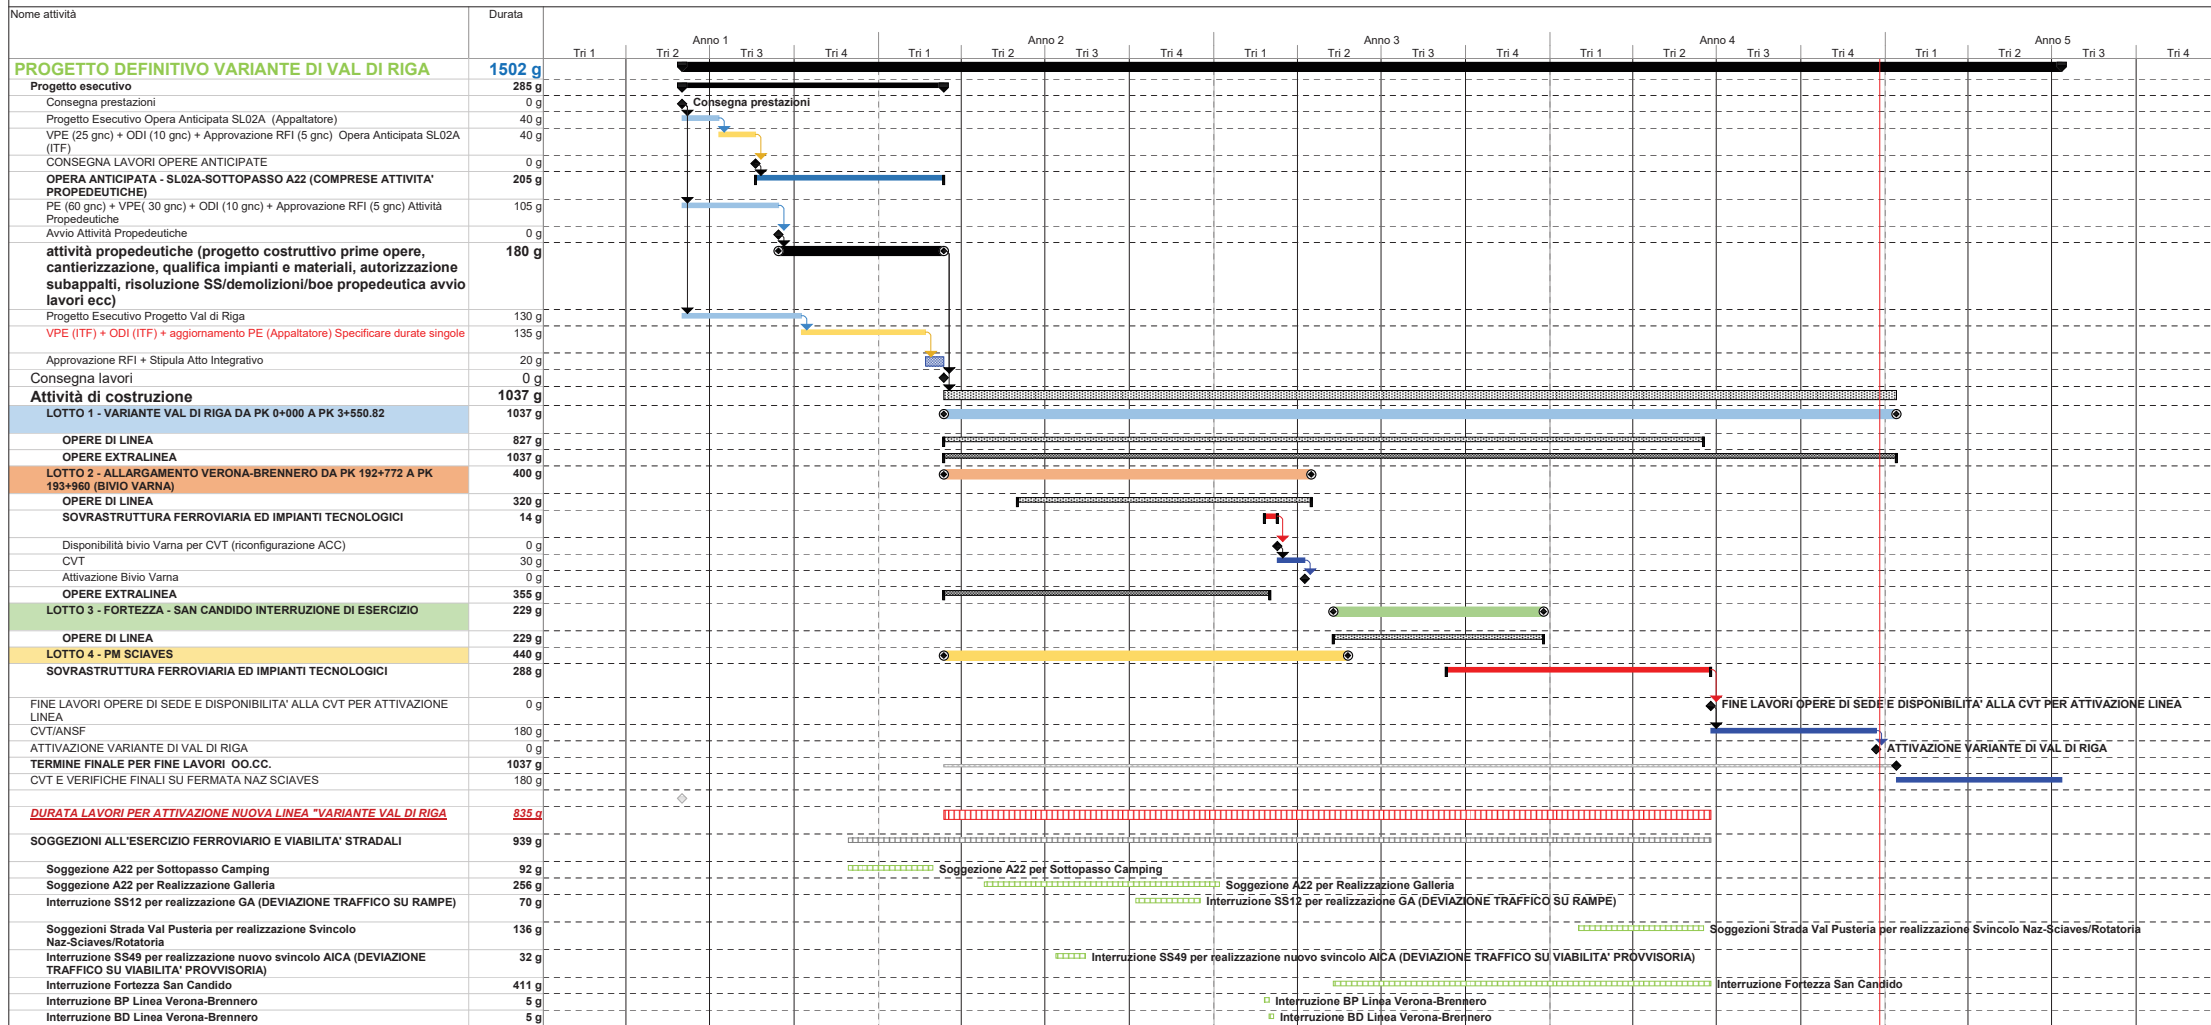 Nome attività Durata
Anno 1 Anno 2 Anno 3 Anno 4 Anno 5
Tri 1 Tri 2 Tri 3 Tri 4 Tri 1 Tri 2 Tri 3 Tri 4 Tri 1 Tri 2 Tri 3 Tri 4 Tri 1 Tri 2 Tri 3 Tri 4 Tri 1 Tri 2 Tri 3 Tri 4
PROGETTO DEFINITIVO VARIANTE DI VAL DI RIGA 1502 g
Progetto esecutivo 285 g
Consegna prestazioni 0 g Consegna prestazioni
Progetto Esecutivo Opera Anticipata SL02A (Appaltatore) 40 g
VPE (25 gnc) + ODI (10 gnc) + Approvazione RFI (5 gnc) Opera Anticipata SL02A 40 g
(ITF)
CONSEGNA LAVORI OPERE ANTICIPATE 0 g
OPERA ANTICIPATA - SL02A-SOTTOPASSO A22 (COMPRESE ATTIVITA' 205 g
PROPEDEUTICHE)
PE (60 gnc) + VPE( 30 gnc) + ODI (10 gnc) + Approvazione RFI (5 gnc) Attività 105 g
Propedeutiche
Avvio Attività Propedeutiche 0 g
attività propedeutiche (progetto costruttivo prime opere, 180 g
cantierizzazione, qualifica impianti e materiali, autorizzazione
subappalti, risoluzione SS/demolizioni/boe propedeutica avvio
lavori ecc)
Progetto Esecutivo Progetto Val di Riga 130 g
VPE (ITF) + ODI (ITF) + aggiornamento PE (Appaltatore) Specificare durate singole 135 g
Approvazione RFI + Stipula Atto Integrativo 20 g
Consegna lavori 0 g
Attività di costruzione 1037 g
LOTTO 1 - VARIANTE VAL DI RIGA DA PK 0+000 A PK 3+550.82 1037 g
OPERE DI LINEA 827 g
OPERE EXTRALINEA 1037 g
LOTTO 2 - ALLARGAMENTO VERONA-BRENNERO DA PK 192+772 A PK 400 g
193+960 (BIVIO VARNA)
OPERE DI LINEA 320 g
SOVRASTRUTTURA FERROVIARIA ED IMPIANTI TECNOLOGICI 14 g
Disponibilità bivio Varna per CVT (riconfigurazione ACC) 0 g
CVT 30 g
Attivazione Bivio Varna 0 g
OPERE EXTRALINEA 355 g
LOTTO 3 - FORTEZZA - SAN CANDIDO INTERRUZIONE DI ESERCIZIO 229 g
OPERE DI LINEA 229 g
LOTTO 4 - PM SCIAVES 440 g
SOVRASTRUTTURA FERROVIARIA ED IMPIANTI TECNOLOGICI 288 g
FINE LAVORI OPERE DI SEDE E DISPONIBILITA' ALLA CVT PER ATTIVAZIONE 0 g FINE LAVORI OPERE DI SEDE E DISPONIBILITA' ALLA CVT PER ATTIVAZIONE LINEA
LINEA
CVT/ANSF 180 g
ATTIVAZIONE VARIANTE DI VAL DI RIGA 0 g ATTIVAZIONE VARIANTE DI VAL DI RIGA
TERMINE FINALE PER FINE LAVORI OO.CC. 1037 g
CVT E VERIFICHE FINALI SU FERMATA NAZ SCIAVES 180 g
DURATA LAVORI PER ATTIVAZIONE NUOVA LINEA "VARIANTE VAL DI RIGA 835 g
SOGGEZIONI ALL'ESERCIZIO FERROVIARIO E VIABILITA' STRADALI 939 g
Soggezione A22 per Sottopasso Camping 92 g Soggezione A22 per Sottopasso Camping
Soggezione A22 per Realizzazione Galleria 256 g Soggezione A22 per Realizzazione Galleria
Interruzione SS12 per realizzazione GA (DEVIAZIONE TRAFFICO SU RAMPE) 70 g Interruzione SS12 per realizzazione GA (DEVIAZIONE TRAFFICO SU RAMPE)
Soggezioni Strada Val Pusteria per realizzazione Svincolo 136 g Soggezioni Strada Val Pusteria per realizzazione Svincolo Naz-Sciaves/Rotatoria
Naz-Sciaves/Rotatoria
Interruzione SS49 per realizzazione nuovo svincolo AICA (DEVIAZIONE 32 g Interruzione SS49 per realizzazione nuovo svincolo AICA (DEVIAZIONE TRAFFICO SU VIABILITA' PROVVISORIA)
TRAFFICO SU VIABILITA' PROVVISORIA)
Interruzione Fortezza San Candido 411 g Interruzione Fortezza San Candido
Interruzione BP Linea Verona-Brennero 5 g Interruzione BP Linea Verona-Brennero
Interruzione BD Linea Verona-Brennero 5 g Interruzione BD Linea Verona-Brennero